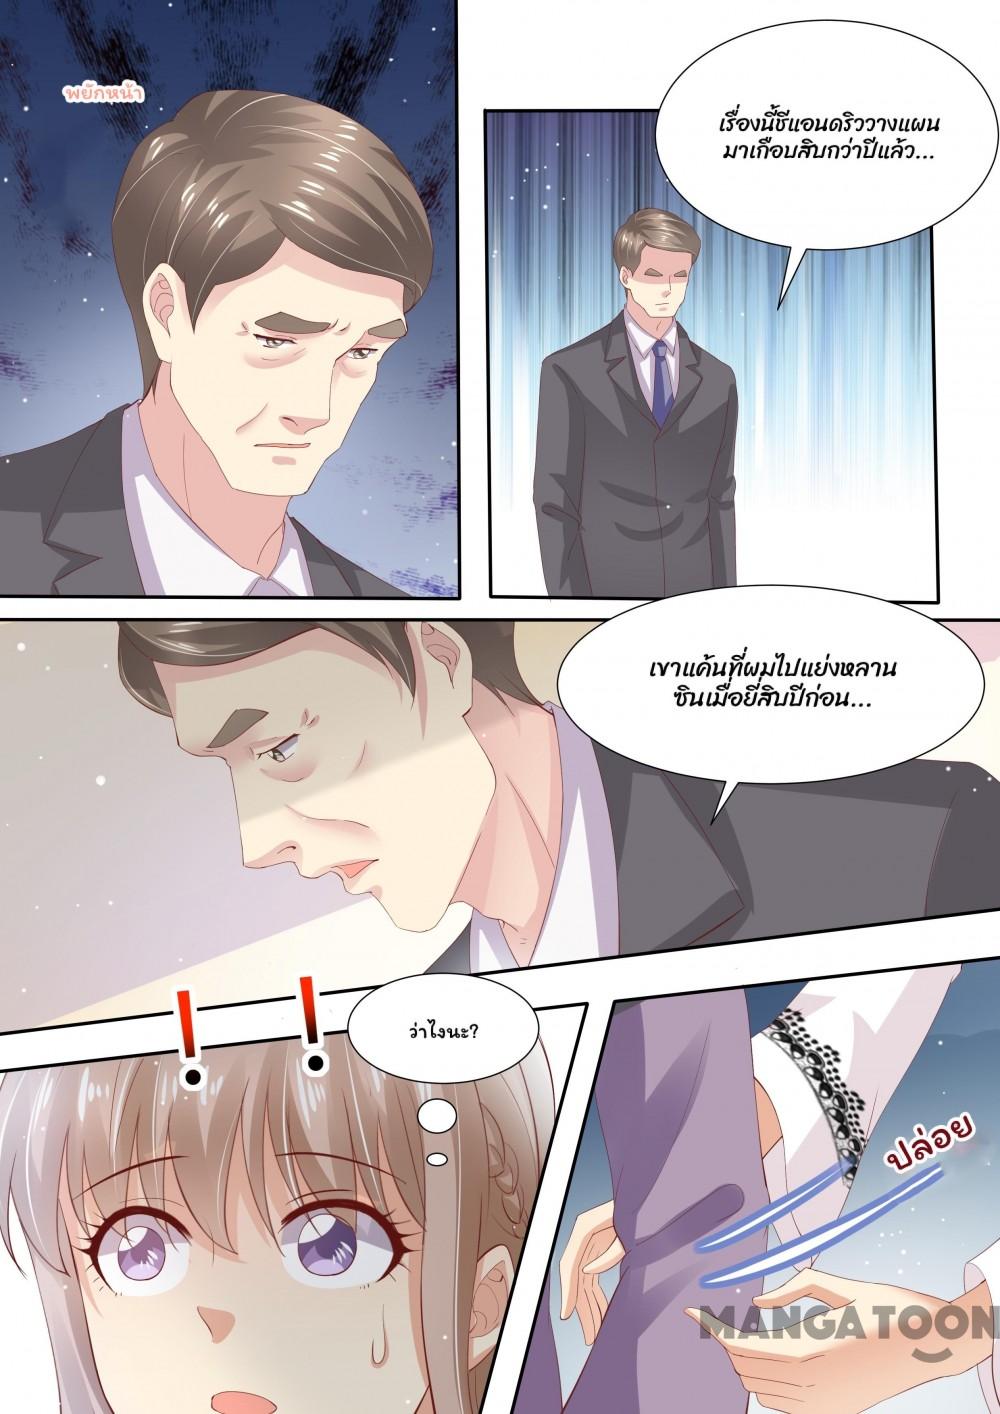 พยักหน้า
เรื่องนี้ชีแอนดริววางแผน
มาเกือบสิบกว่าปีแล้ว...
เขาแค้นที่ผมไปแย่งหลาน
ซินเมื่อยี่สิบปีก่อน...
ว่าไงนะ?
ปล่อย
MANGATOON